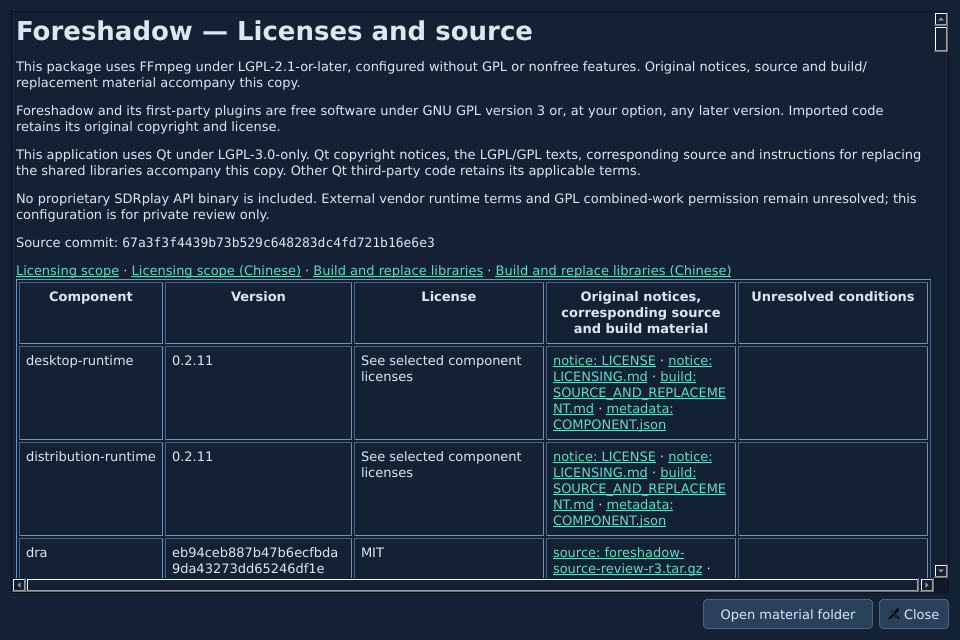 Foreshadow — Licenses and source
This package uses FFmpeg under LGPL-2.1-or-later, configured without GPL or nonfree features. Original notices, source and build/
replacement material accompany this copy.
Foreshadow and its first-party plugins are free software under GNU GPL version 3 or, at your option, any later version. Imported code
retains its original copyright and license.
This application uses Qt under LGPL-3.0-only. Qt copyright notices, the LGPL/GPL texts, corresponding source and instructions for replacing
the shared libraries accompany this copy. Other Qt third-party code retains its applicable terms.
No proprietary SDRplay API binary is included. External vendor runtime terms and GPL combined-work permission remain unresolved; this
configuration is for private review only.
Source commit: 67a3f3f4439b73b529c648283dc4fd721b16e6e3
Licensing scope · Licensing scope (Chinese) · Build and replace libraries · Build and replace libraries (Chinese)
Component Version License Original notices, Unresolved conditions
corresponding source
and build material
desktop-runtime 0.2.11 See selected component notice: LICENSE · notice:
licenses LICENSING.md · build:
SOURCE_AND_REPLACEME
NT.md · metadata:
COMPONENT.json
distribution-runtime 0.2.11 See selected component notice: LICENSE · notice:
licenses LICENSING.md · build:
SOURCE_AND_REPLACEME
NT.md · metadata:
COMPONENT.json
dra eb94ceb887b47b6ecfbda MIT source: foreshadow-
9da43273dd65246df1e source-review-r3.tar.gz ·
Open material folder Close